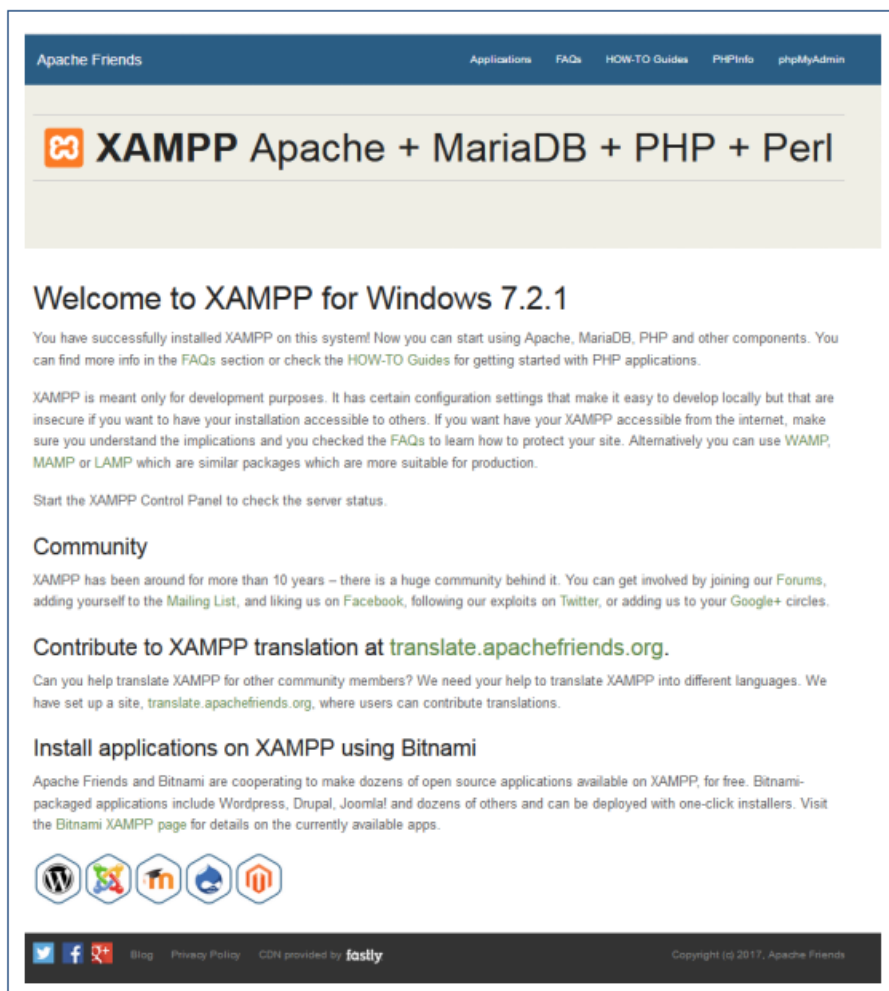 Apache Friends
Applications FAQs HOW-TO Guides PHPInfo phpMyAdmin
XAMPP Apache + MariaDB + PHP + Perl
Welcome to XAMPP for Windows 7.2.1
You have successfully installed XAMPP on this system! Now you can start using Apache, MariaDB, PHP and other components. You
can find more info in the FAQs section or check the HOW-TO Guides for getting started with PHP applications.
XAMPP is meant only for development purposes. It has certain configuration settings that make it easy to develop locally but that are
insecure if you want to have your installation accessible to others. If you want have your XAMPP accessible from the internet, make
sure you understand the implications and you checked the FAQs to learn how to protect your site. Alternatively you can use WAMP,
MAMP or LAMP which are similar packages which are more suitable for production.
Start the XAMPP Control Panel to check the server status.
Community
XAMPP has been around for more than 10 years – there is a huge community behind it. You can get involved by joining our Forums,
adding yourself to the Mailing List, and liking us on Facebook, following our exploits on Twitter, or adding us to your Google+ circles.
Contribute to XAMPP translation at translate.apachefriends.org.
Can you help translate XAMPP for other community members? We need your help to translate XAMPP into different languages. We
have set up a site, translate.apachefriends.org, where users can contribute translations.
Install applications on XAMPP using Bitnami
Apache Friends and Bitnami are cooperating to make dozens of open source applications available on XAMPP, for free. Bitnami-
packaged applications include Wordpress, Drupal, Joomla! and dozens of others and can be deployed with one-click installers. Visit
the Bitnami XAMPP page for details on the currently available apps.
Blog Privacy Policy CDN provided by fastly Copyright (c) 2017, Apache Friends